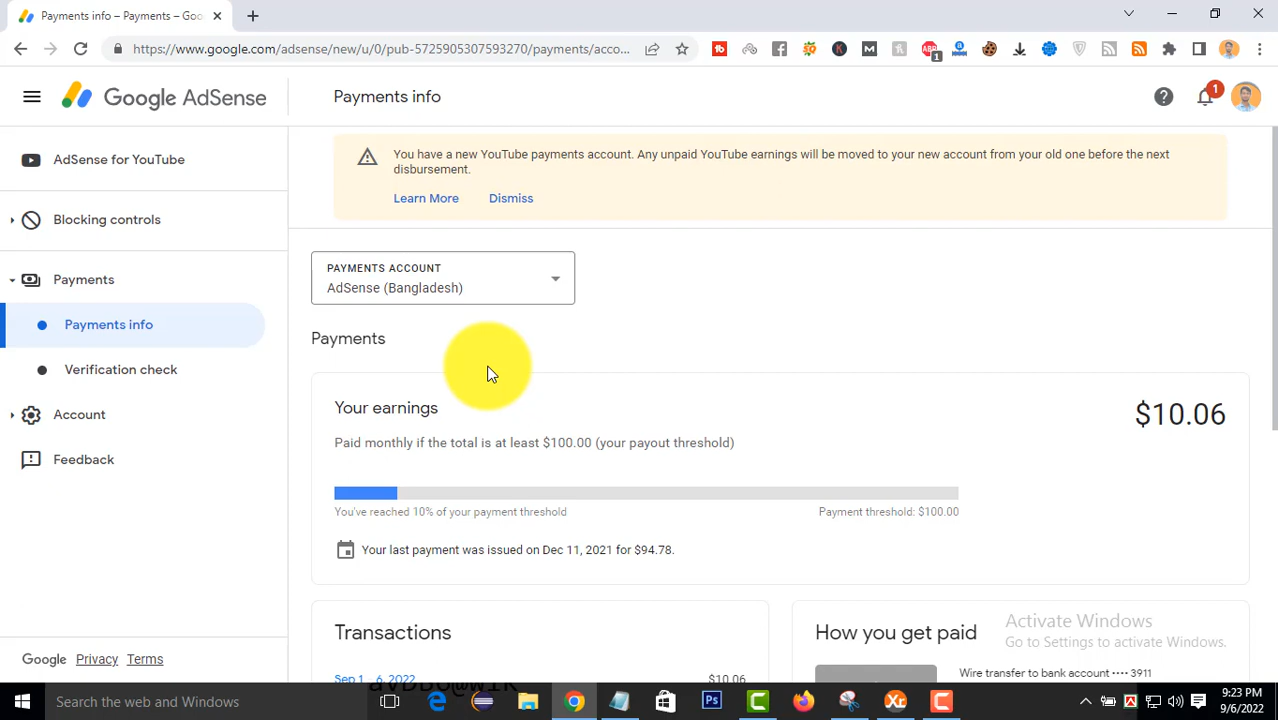 Payments info – Payments – Goo
https://www.google.com/adsense/new/u/0/pub-5725905307593270/payments/acco...
Google AdSense
Payments info
1
AdSense for YouTube
Blocking controls
Payments
Payments info
Verification check
Account
Feedback
Google Privacy Terms
You have a new YouTube payments account. Any unpaid YouTube earnings will be moved to your new account from your old one before the next
disbursement.
Learn More Dismiss
PAYMENTS ACCOUNT
AdSense (Bangladesh)
Payments
Your earnings
$10.06
Paid monthly if the total is at least $100.00 (your payout threshold)
You've reached 10% of your payment threshold
Payment threshold: $100.00
Your last payment was issued on Dec 11, 2021 for $94.78.
Transactions
Sep 1 – 6, 2022 $10.06
How you get paid
Wire transfer to bank account •••• 3911
Activate Windows
Go to Settings to activate Windows.
Search the web and Windows
9:23 PM
9/6/2022